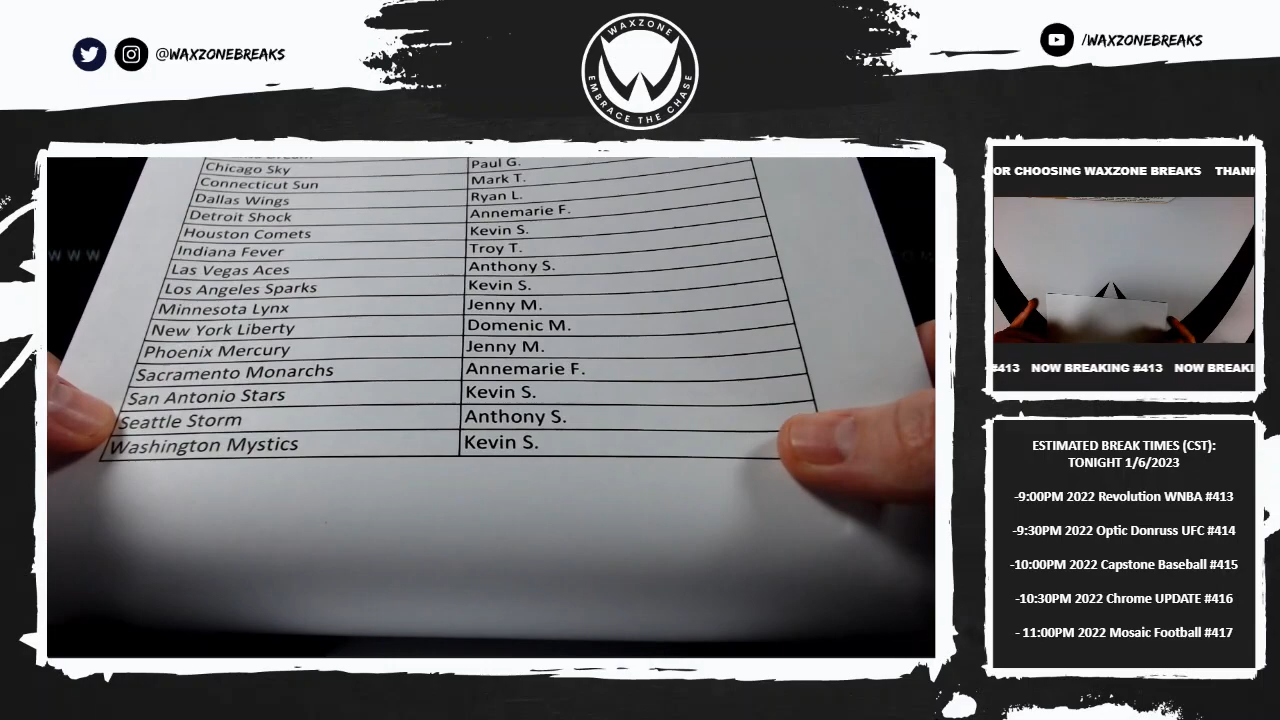 @WAXZONEBREAKS
WAXZONE
EMBRACE THE CHASE
/WAXZONEBREAKS
Chicago Sky Paul G.
Connecticut Sun Mark T.
Dallas Wings Ryan L.
Detroit Shock Annemarie F.
Houston Comets Kevin S.
Indiana Fever Troy T.
Las Vegas Aces Anthony S.
Los Angeles Sparks Kevin S.
Minnesota Lynx Jenny M.
New York Liberty Domenic M.
Phoenix Mercury Jenny M.
Sacramento Monarchs Annemarie F.
San Antonio Stars Kevin S.
Seattle Storm Anthony S.
Washington Mystics Kevin S.
WWW
OR CHOOSING WAXZONE BREAKS THANK
#413 NOW BREAKING #413 NOW BREAKI
ESTIMATED BREAK TIMES (CST):
TONIGHT 1/6/2023
-9:00PM 2022 Revolution WNBA #413
-9:30PM 2022 Optic Donruss UFC #414
-10:00PM 2022 Capstone Baseball #415
-10:30PM 2022 Chrome UPDATE #416
- 11:00PM 2022 Mosaic Football #417